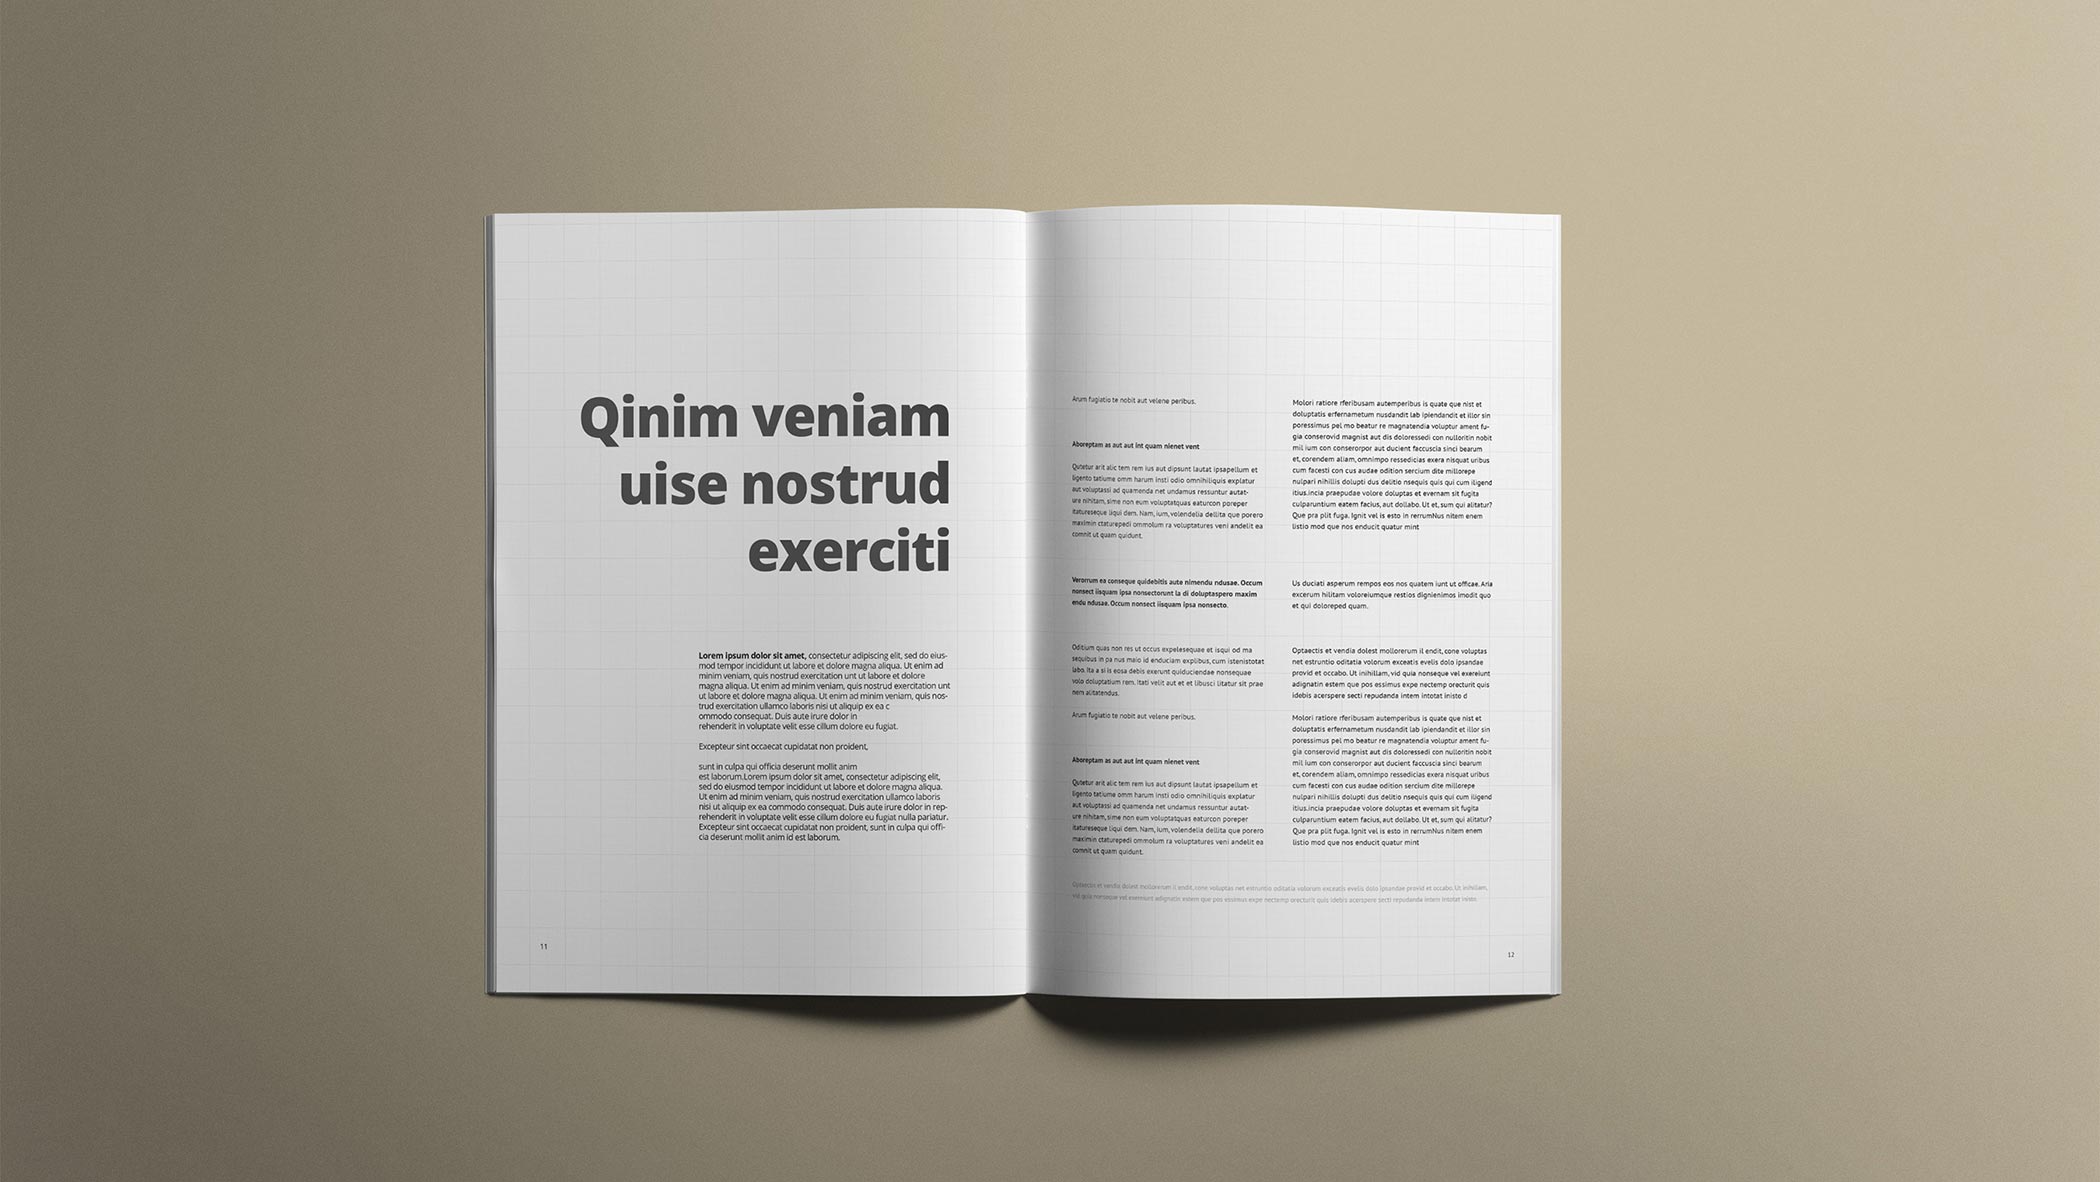 Qinim veniam
uise nostrud
exerciti
Lorem ipsum dolor sit amet, consectetur adipiscing elit, sed do eius-
mod tempor incididunt ut labore et dolore magna aliqua. Ut enim ad
minim veniam, quis nostrud exercitation unt ut labore et dolore
magna aliqua. Ut enim ad minim veniam, quis nostrud exercitation unt
ut labore et dolore magna aliqua. Ut enim ad minim veniam, quis nos-
trud exercitation ullamco laboris nisi ut aliquip ex ea c
ommodo consequat. Duis aute irure dolor in
rehenderit in voluptate velit esse cillum dolore eu fugiat.
Excepteur sint occaecat cupidatat non proident,
sunt in culpa qui officia deserunt mollit anim
est laborum.Lorem ipsum dolor sit amet, consectetur adipiscing elit,
sed do eiusmod tempor incididunt ut labore et dolore magna aliqua.
Ut enim ad minim veniam, quis nostrud exercitation ullamco laboris
nisi ut aliquip ex ea commodo consequat. Duis aute irure dolor in rep-
rehenderit in voluptate velit esse cillum dolore eu fugiat nulla pariatur.
Excepteur sint occaecat cupidatat non proident, sunt in culpa qui offi-
cia deserunt mollit anim id est laborum.
11
Arum fugiatio te nobit aut velene peribus.
Aboreptam as aut aut int quam nienet vent
Qutetur arit alic tem rem ius aut dipsunt lautat ipsapellum et
ligento tatiume omm harum insti odio omnihiliquis explatur
aut voluptassi ad quamenda net undamus ressuntur autat-
ure nihitam, sime non eum voluptatquas eaturcon poreper
itatureseque liqui dem. Nam, ium, volendelia dellita que porero
maximin ctaturepedi ommolum ra voluptatures veni andelit ea
comnit ut quam quidunt.
Verorrum ea conseque quidebitis aute nimendu ndusae. Occum
nonsect iisquam ipsa nonsectorunt la di doluptaspero maxim
endu ndusae. Occum nonsect iisquam ipsa nonsecto.
Oditium quas non res ut occus expelesequae et isqui od ma
sequibus in pa nus maio id enduciam explibus, cum istenistotat
labo. Ita a si is eosa debis exerunt quiduciendae nonsequae
volo doluptatium rem. Itati velit aut et et libusci litatur sit prae
nem alitatendus.
Arum fugiatio te nobit aut velene peribus.
Aboreptam as aut aut int quam nienet vent
Qutetur arit alic tem rem ius aut dipsunt lautat ipsapellum et
ligento tatiume omm harum insti odio omnihiliquis explatur
aut voluptassi ad quamenda net undamus ressuntur autat-
ure nihitam, sime non eum voluptatquas eaturcon poreper
itatureseque liqui dem. Nam, ium, volendelia dellita que porero
maximin ctaturepedi ommolum ra voluptatures veni andelit ea
comnit ut quam quidunt.
Molori ratiore rferibusam autemperibus is quate que nist et
doluptatis erfernametum nusdandit lab ipiendandit et illor sin
poressimus pel mo beatur re magnatendia voluptur ament fu-
gia conserovid magnist aut dis doloressedi con nulloritin nobit
mil ium con conserorpor aut ducient faccuscia sinci bearum
et, corendem aliam, omnimpo ressedicias exera nisquat uribus
cum facesti con cus audae odition sercium dite millorepe
nulpari nihillis dolupti dus delitio nsequis quis qui cum iligend
itius.incia praepudae volore doluptas et evernam sit fugita
culparuntium eatem facius, aut dollabo. Ut et, sum qui alitatur?
Que pra plit fuga. Ignit vel is esto in rerrumNus nitem enem
listio mod que nos enducit quatur mint
Us duciati asperum rempos eos nos quatem iunt ut officae. Aria
excerum hilitam voloreiumque restios dignienimos imodit quo
et qui doloreped quam.
Optaectis et vendia dolest mollorerum il endit, cone voluptas
net estruntio oditatia volorum exceatis evelis dolo ipsandae
provid et occabo. Ut inihillam, vid quia nonseque vel exereiunt
adignatin estem que pos essimus expe nectemp orecturit quis
idebis acerspere secti repudanda intem intotat inisto d
Molori ratiore rferibusam autemperibus is quate que nist et
doluptatis erfernametum nusdandit lab ipiendandit et illor sin
poressimus pel mo beatur re magnatendia voluptur ament fu-
gia conserovid magnist aut dis doloressedi con nulloritin nobit
mil ium con conserorpor aut ducient faccuscia sinci bearum
et, corendem aliam, omnimpo ressedicias exera nisquat uribus
cum facesti con cus audae odition sercium dite millorepe
nulpari nihillis dolupti dus delitio nsequis quis qui cum iligend
itius.incia praepudae volore doluptas et evernam sit fugita
culparuntium eatem facius, aut dollabo. Ut et, sum qui alitatur?
Que pra plit fuga. Ignit vel is esto in rerrumNus nitem enem
listio mod que nos enducit quatur mint
Optaectis et vendia dolest mollorerum il endit, cone voluptas net estruntio oditatia volorum exceatis evelis dolo ipsandae provid et occabo. Ut inihillam,
vid quia nonseque vel exereiunt adignatin estem que pos essimus expe nectemp orecturit quis idebis acerspere secti repudanda intem intotat inisto.
12